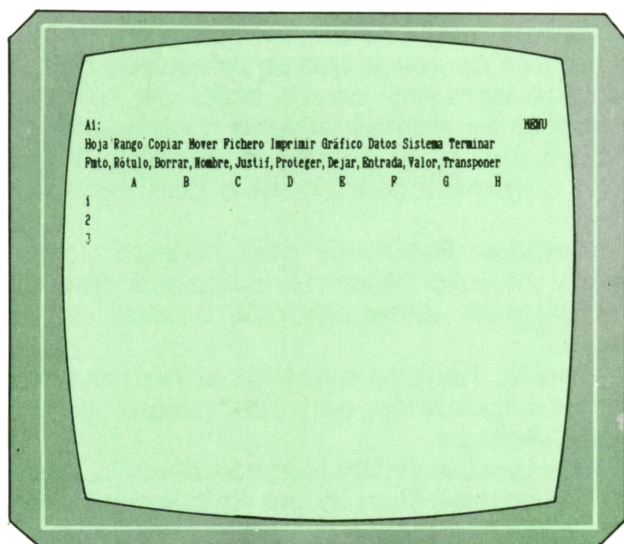 A1: MENU
Hoja Rango Copiar Mover Fichero Imprimir Gráfico Datos Sistema Terminar
Fmto, Rótulo, Borrar, Nombre, Justif, Proteger, Dejar, Entrada, Valor, Transponer
A B C D E F G H
1
2
3